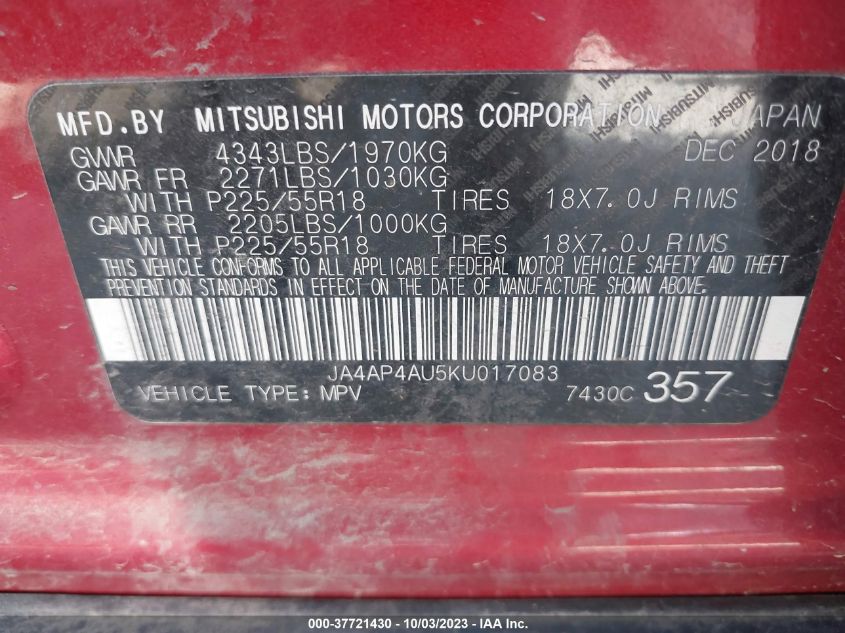 MFD.BY MITSUBISHI MOTORS CORPORATION JAPAN
GVWR 4343LBS/1970KG DEC 2018
GAWR FR 2271LBS/1030KG
WITH P225/55R18 TIRES 18X7.0J RIMS
GAWR RR 2205LBS/1000KG
WITH P225/55R18 TIRES 18X7.0J RIMS
THIS VEHICLE CONFORMS TO ALL APPLICABLE FEDERAL MOTOR VEHICLE SAFETY AND THEFT
PREVENTION STANDARDS IN EFFECT ON THE DATE OF MANUFACTURE SHOWN ABOVE.
JA4AP4AU5KU017083
VEHICLE TYPE: MPV 7430C 357
000-37721430 - 10/03/2023 - Copart IAA Inc.